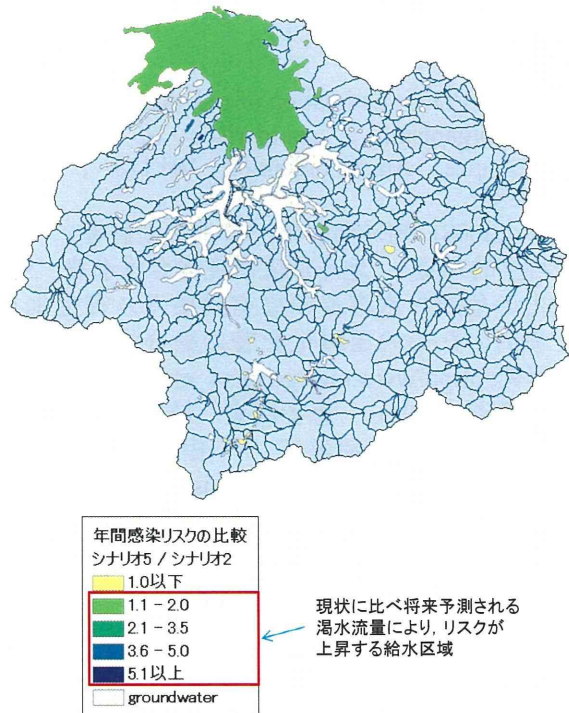 年間感染リスクの比較
シナリオ5 / シナリオ2
1.0以下
1.1 - 2.0
2.1 - 3.5
3.6 - 5.0
5.1以上
groundwater
現状に比べ将来予測される
渇水流量により，リスクが
上昇する給水区域